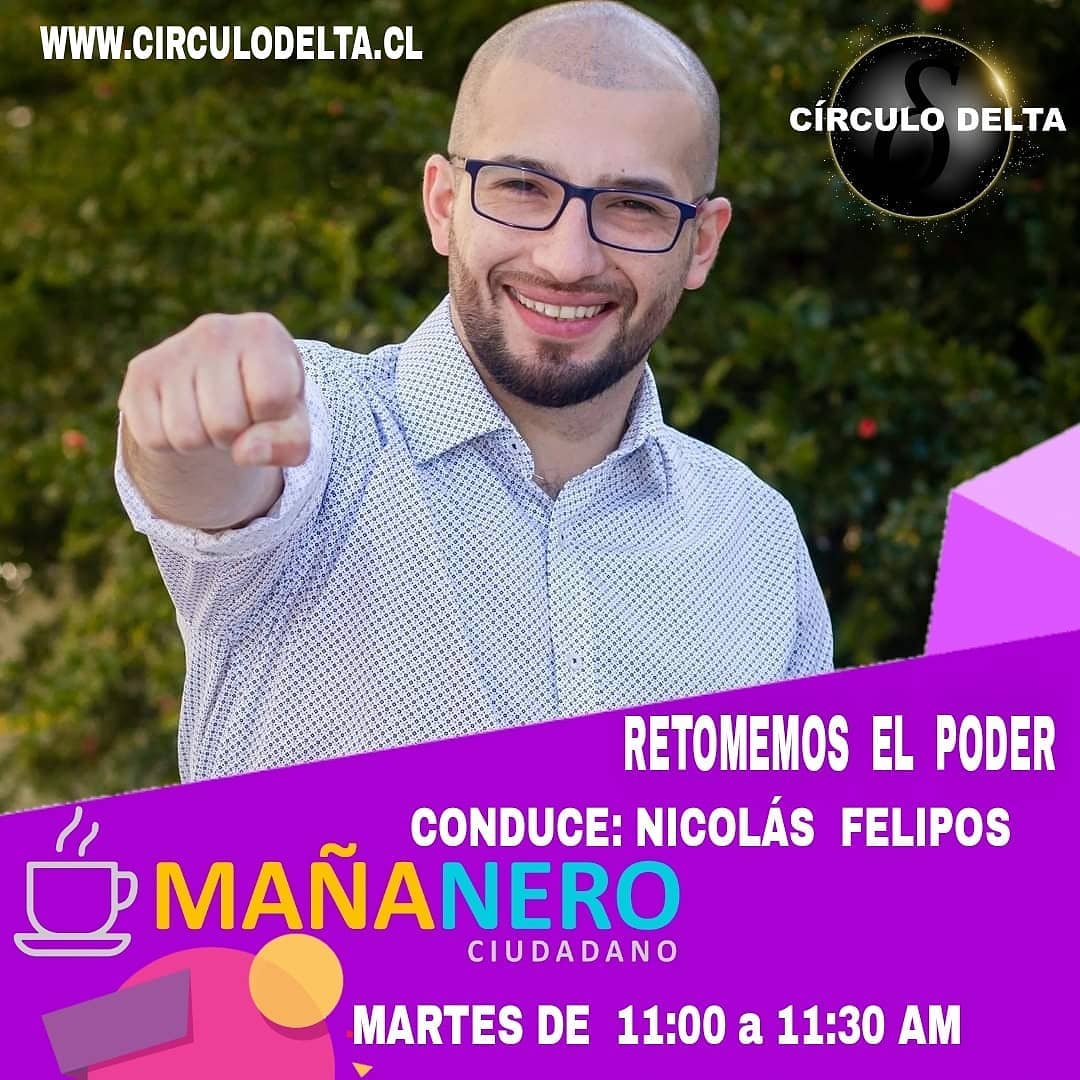 WWW.CIRCULODELTA.CL
CÍRCULO DELTA
RETOMEMOS EL PODER
CONDUCE: NICOLÁS FELIPOS
MAÑANERO
CIUDADANO
MARTES DE 11:00 a 11:30 AM